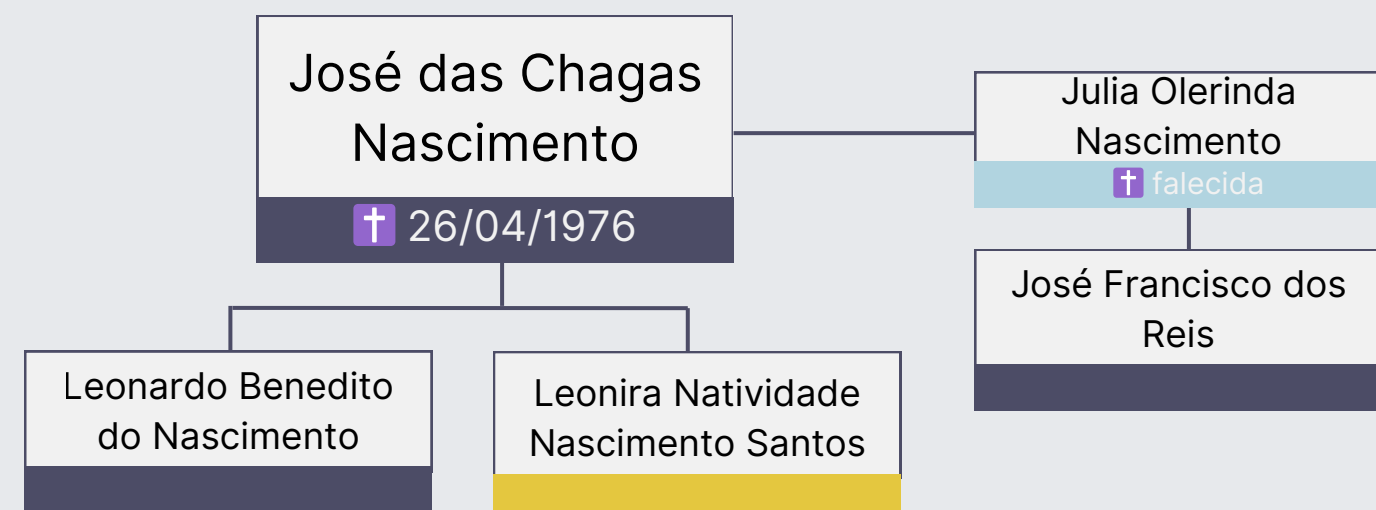 José das Chagas
Nascimento
✝ 26/04/1976
Julia Olerinda
Nascimento
✝ falecida
José Francisco dos
Reis
Leonardo Benedito
do Nascimento
Leonira Natividade
Nascimento Santos